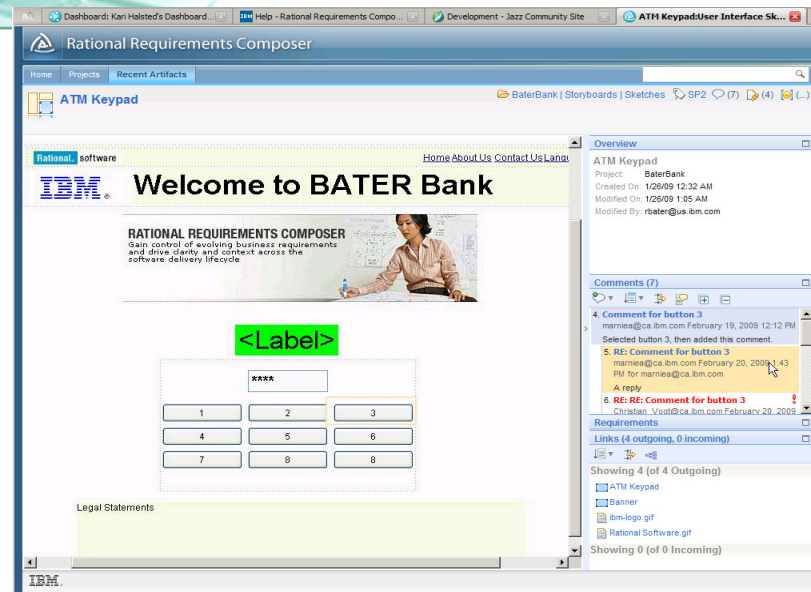 Dashboard: Kari Halsted's Dashboard...
IBM Help - Rational Requirements Compo...
Development - Jazz Community Site
ATM Keypad:User Interface Sk...
Rational Requirements Composer
Home Projects Recent Artifacts
ATM Keypad
BaterBank | Storyboards | Sketches SP2 (7) (4) (...)
Rational. software
Home About Us Contact Us Langu
IBM. Welcome to BATER Bank
RATIONAL REQUIREMENTS COMPOSER
Gain control of evolving business requirements
and drive clarity and context across the
software delivery lifecycle
<Label>
****
1 2 3
4 5 6
7 8 8
Legal Statements
IBM.
Overview
ATM Keypad
Project: BaterBank
Created On: 1/26/09 12:32 AM
Modified On: 1/26/09 1:05 AM
Modified By: rbater@us.ibm.com
Comments (7)
4. Comment for button 3
marniea@ca.ibm.com February 19, 2009 12:12 PM
Selected button 3, then added this comment.
5. RE: Comment for button 3
marniea@ca.ibm.com February 20, 2009 1:43
PM for marniea@ca.ibm.com
A reply
6. RE: RE: Comment for button 3
Christian_Vogt@ca.ibm.com February 20, 2009
Requirements
Links (4 outgoing, 0 incoming)
Showing 4 (of 4 Outgoing)
ATM Keypad
Banner
ibm-logo.gif
Rational Software.gif
Showing 0 (of 0 Incoming)